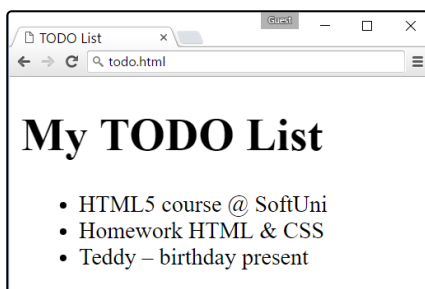 Guest
TODO List
todo.html
My TODO List
HTML5 course @ SoftUni
Homework HTML & CSS
Teddy – birthday present